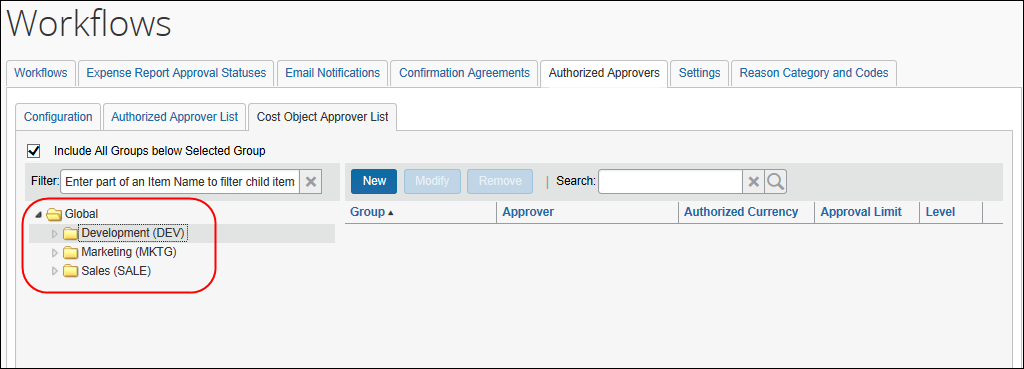 Workflows
Workflows Expense Report Approval Statuses Email Notifications Confirmation Agreements Authorized Approvers Settings Reason Category and Codes
Configuration Authorized Approver List Cost Object Approver List
Include All Groups below Selected Group
Filter: Enter part of an Item Name to filter child item New Modify Remove | Search:
Global Group Approver Authorized Currency Approval Limit Level
Development (DEV)
Marketing (MKTG)
Sales (SALE)